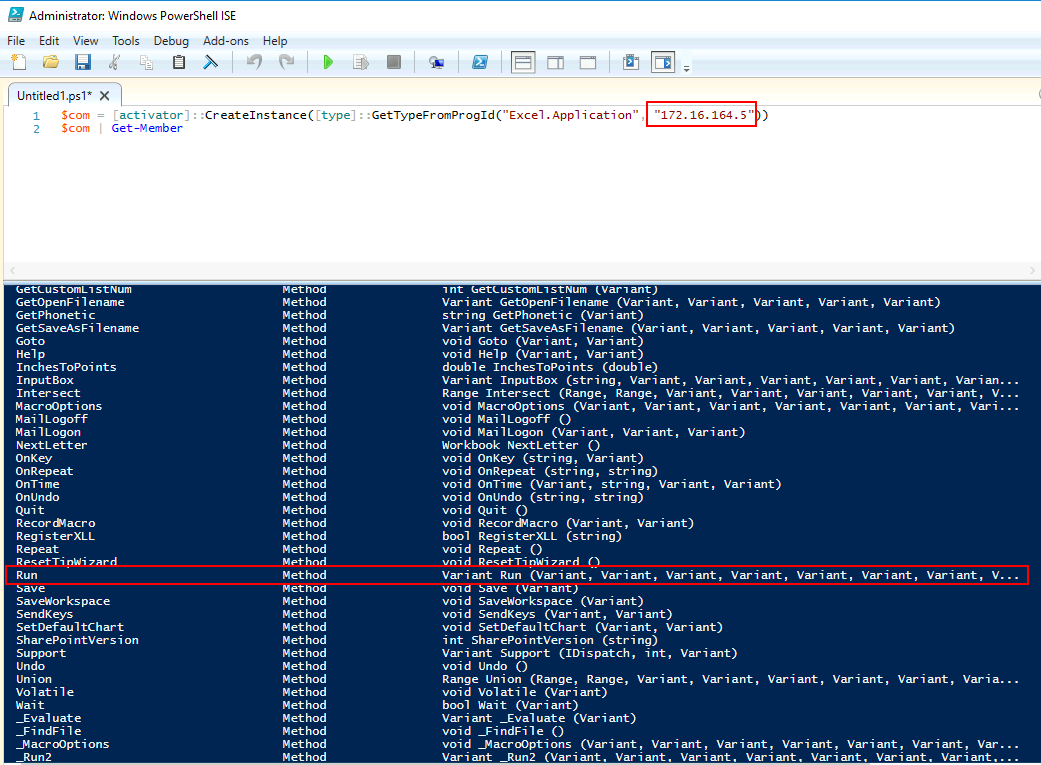 Administrator: Windows PowerShell ISE
File Edit View Tools Debug Add-ons Help
Untitled1.ps1*
1 $com = [activator]::CreateInstance([type]::GetTypeFromProgId("Excel.Application", "172.16.164.5"))
2 $com | Get-Member
GetCustomListNum Method int GetCustomListNum (Variant)
GetOpenFilename Method Variant GetOpenFilename (Variant, Variant, Variant, Variant, Variant)
GetPhonetic Method string GetPhonetic (Variant)
GetSaveAsFilename Method Variant GetSaveAsFilename (Variant, Variant, Variant, Variant, Variant)
Goto Method void Goto (Variant, Variant)
Help Method void Help (Variant, Variant)
InchesToPoints Method double InchesToPoints (double)
InputBox Method Variant InputBox (string, Variant, Variant, Variant, Variant, Variant, Varian...
Intersect Method Range Intersect (Range, Range, Variant, Variant, Variant, Variant, Variant, V...
MacroOptions Method void MacroOptions (Variant, Variant, Variant, Variant, Variant, Variant, Vari...
MailLogoff Method void MailLogoff ()
MailLogon Method void MailLogon (Variant, Variant, Variant)
NextLetter Method Workbook NextLetter ()
OnKey Method void OnKey (string, Variant)
OnRepeat Method void OnRepeat (string, string)
OnTime Method void OnTime (Variant, string, Variant, Variant)
OnUndo Method void OnUndo (string, string)
Quit Method void Quit ()
RecordMacro Method void RecordMacro (Variant, Variant)
RegisterXLL Method bool RegisterXLL (string)
Repeat Method void Repeat ()
ResetTipWizard Method void ResetTipWizard ()
Run Method Variant Run (Variant, Variant, Variant, Variant, Variant, Variant, Variant, V...
Save Method void Save (Variant)
SaveWorkspace Method void SaveWorkspace (Variant)
SendKeys Method void SendKeys (Variant, Variant)
SetDefaultChart Method void SetDefaultChart (Variant, Variant)
SharePointVersion Method int SharePointVersion (string)
Support Method Variant Support (IDispatch, int, Variant)
Undo Method void Undo ()
Union Method Range Union (Range, Range, Variant, Variant, Variant, Variant, Variant, Varia...
Volatile Method void Volatile (Variant)
Wait Method bool Wait (Variant)
_Evaluate Method Variant _Evaluate (Variant)
_FindFile Method void _FindFile ()
_MacroOptions Method void _MacroOptions (Variant, Variant, Variant, Variant, Variant, Variant, Var...
_Run2 Method Variant _Run2 (Variant, Variant, Variant, Variant, Variant, Variant, Variant,...